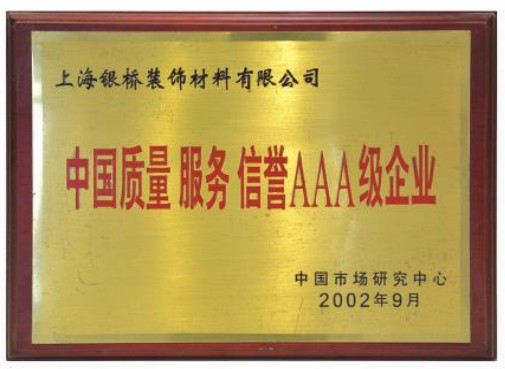 上海银桥装饰材料有限公司
中国质量 服务 信誉AAA级企业
中国市场研究中心
2002年9月